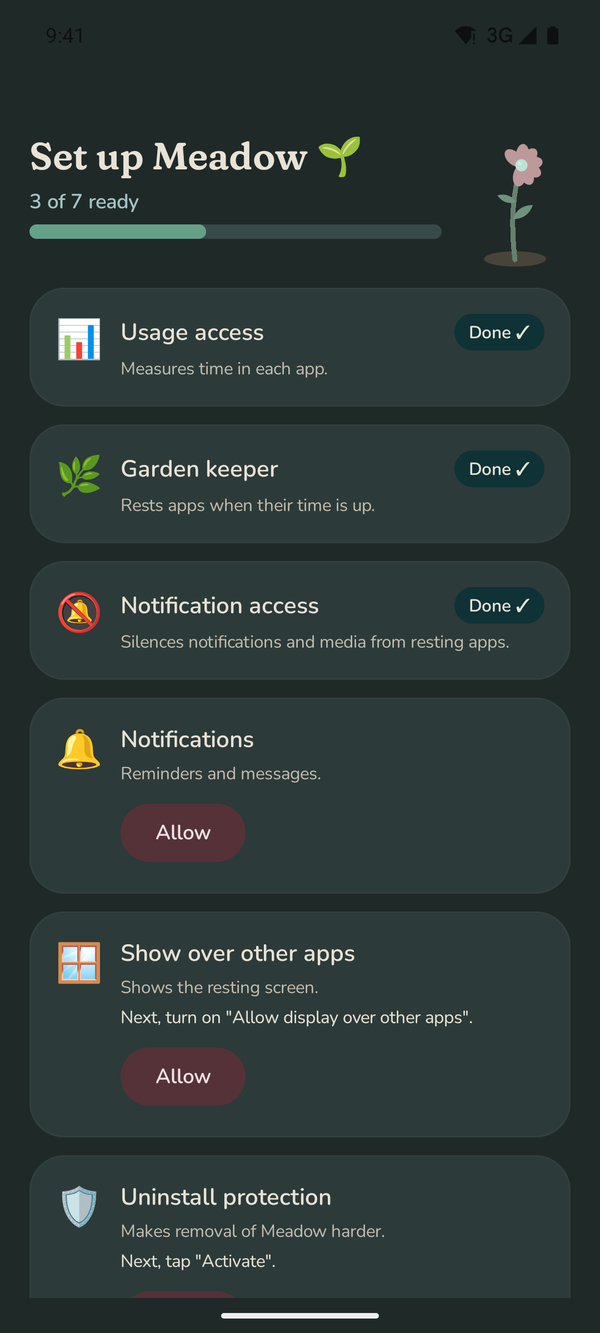 9:41
3G
Set up Meadow 🌱
3 of 7 ready
Usage access
Done ✓
Measures time in each app.
Garden keeper
Done ✓
Rests apps when their time is up.
Notification access
Done ✓
Silences notifications and media from resting apps.
Notifications
Reminders and messages.
Allow
Show over other apps
Shows the resting screen.
Next, turn on "Allow display over other apps".
Allow
Uninstall protection
Makes removal of Meadow harder.
Next, tap "Activate".